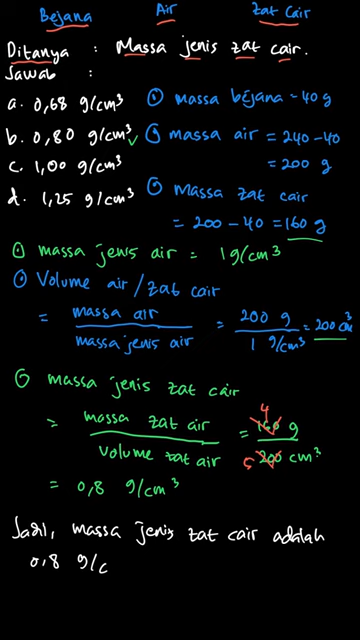 Bejana Air Zat Cair
Ditanya : Massa jenis zat cair.
Jawab :
a. 0,68 g/cm³
b. 0,80 g/cm³ ✓
c. 1,00 g/cm³
d. 1,25 g/cm³
massa bejana = 40 g
massa air = 240 - 40
= 200 g
massa zat cair
= 200 - 40 = 160 g
massa jenis air = 1 g/cm³
Volume air/zat cair
= massa air / massa jenis air = 200 g / 1 g/cm³ = 200 cm³
massa jenis zat cair
= massa zat air / volume zat air = 4 160 g / 5 200 cm³
= 0,8 g/cm³
Jadi, massa jenis zat cair adalah
0,8 g/c